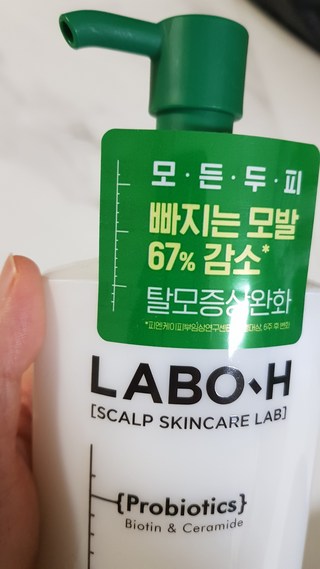 모·든·두·피
빠지는 모발
67% 감소*
탈모증상완화
LABO-H
[SCALP SKINCARE LAB]
{Probiotics}
Biotin & Ceramide